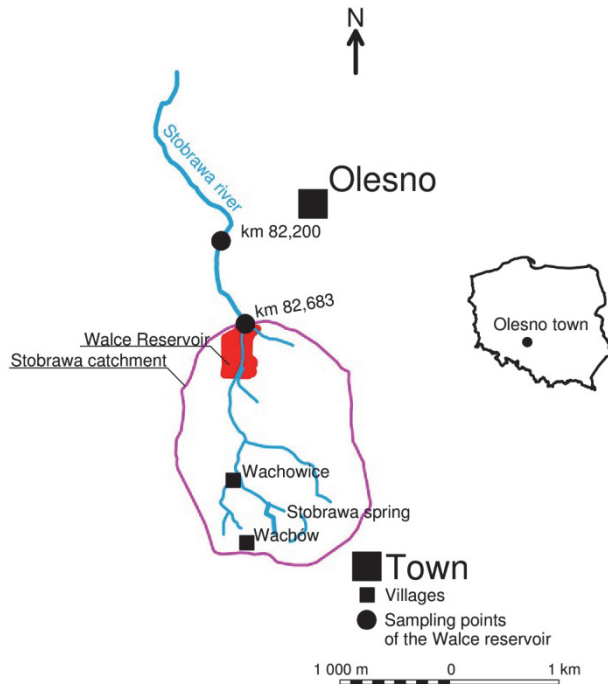 N
Stobrawa river
Olesno
km 82,200
km 82,683
Olesno town
Walce Reservoir
Stobrawa catchment
Wachowice
Stobrawa spring
Wachow
Town
Villages
Sampling points
of the Walce reservoir
1 000 m 0 1 km